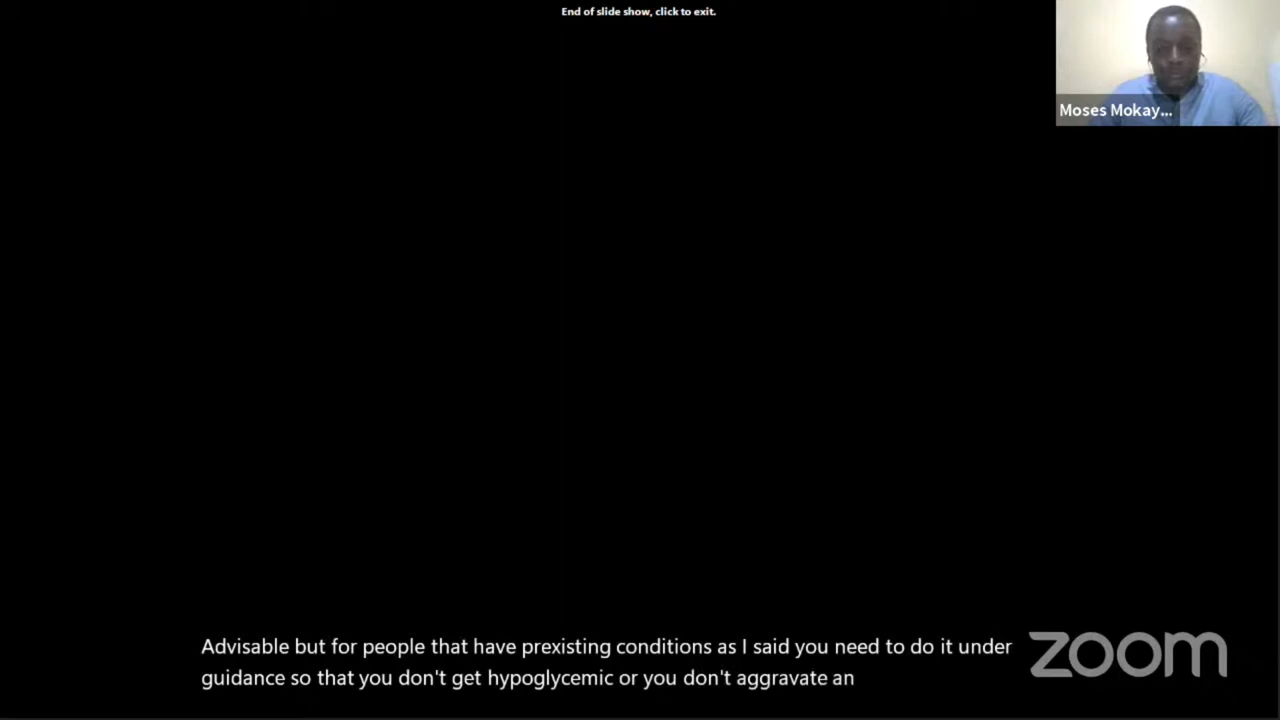 End of slide show, click to exit.
Moses Mokay...
Advisable but for people that have prexisting conditions as I said you need to do it under
guidance so that you don't get hypoglycemic or you don't aggravate an
zoom